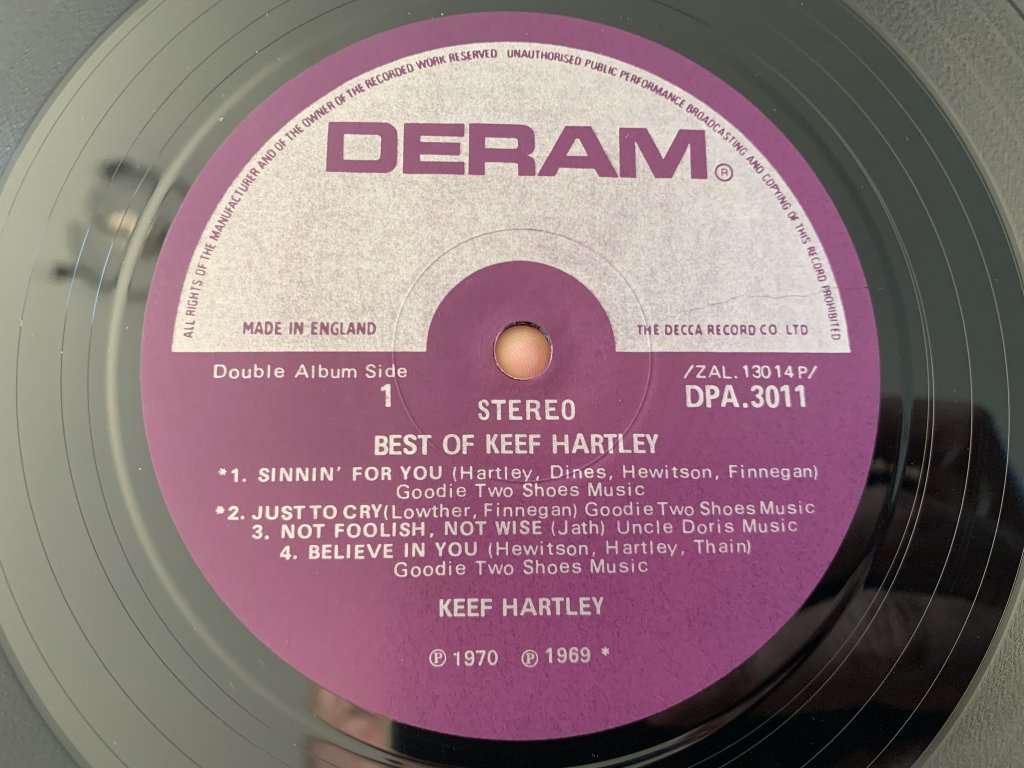 ALL RIGHTS OF THE MANUFACTURER AND OF THE OWNER OF THE RECORDED WORK RESERVED UNAUTHORISED PUBLIC PERFORMANCE BROADCASTING AND COPYING OF THIS RECORD PROHIBITED
DERAM®
MADE IN ENGLAND
THE DECCA RECORD CO. LTD
Double Album Side
1
/ZAL.13014P/
DPA.3011
STEREO
BEST OF KEEF HARTLEY
*1. SINNIN' FOR YOU (Hartley, Dines, Hewitson, Finnegan)
Goodie Two Shoes Music
*2. JUST TO CRY(Lowther, Finnegan) Goodie Two Shoes Music
3. NOT FOOLISH, NOT WISE (Jath) Uncle Doris Music
4. BELIEVE IN YOU (Hewitson, Hartley, Thain)
Goodie Two Shoes Music
KEEF HARTLEY
℗ 1970 ℗ 1969 *